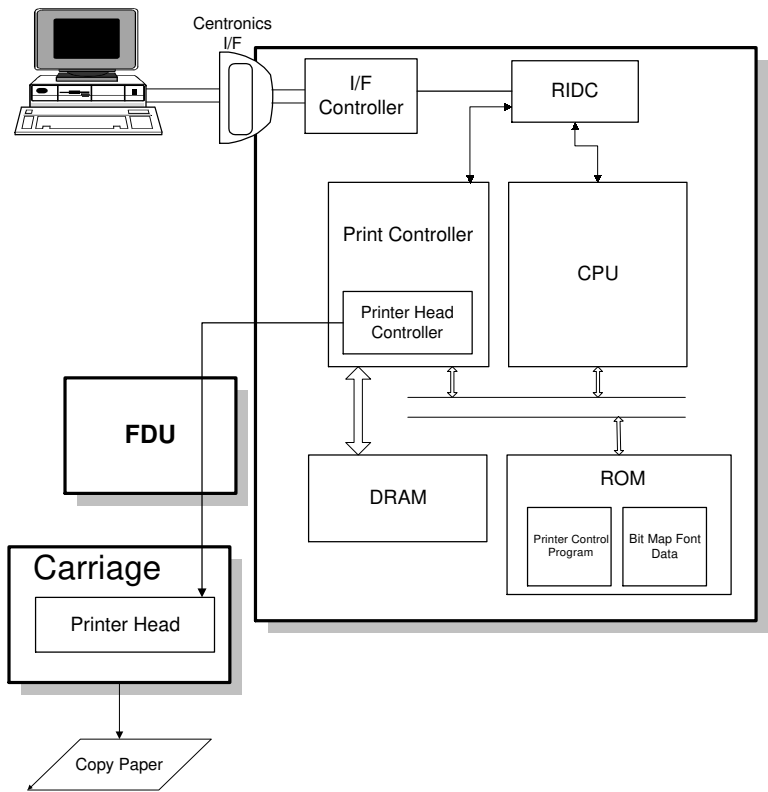 Centronics
I/F
I/F
Controller
RIDC
Print Controller
CPU
Printer Head
Controller
FDU
DRAM
ROM
Printer Control
Program
Bit Map Font
Data
Carriage
Printer Head
Copy Paper